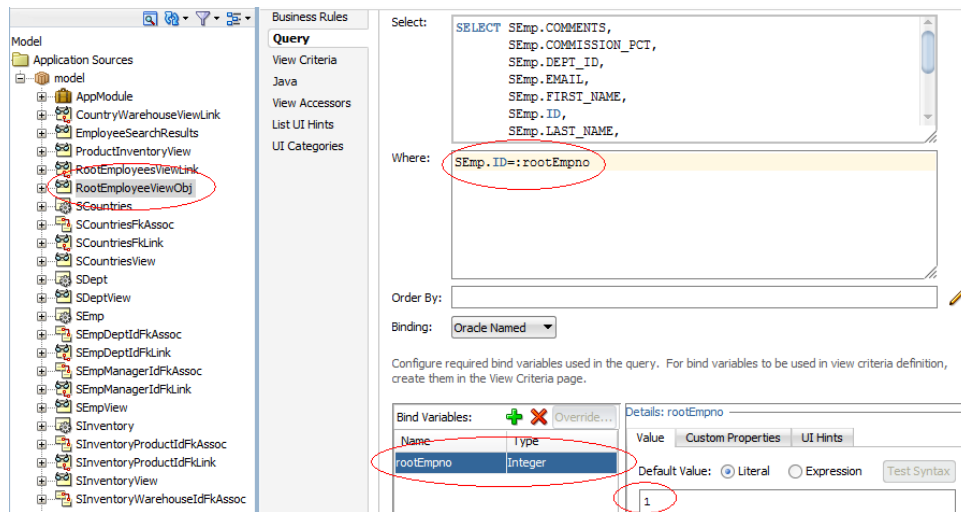 Model
Application Sources
model
AppModule
CountryWarehouseViewLink
EmployeeSearchResults
ProductInventoryView
RootEmployeesViewLink
RootEmployeeViewObj
SCountries
SCountriesFkAssoc
SCountriesFkLink
SCountriesView
SDept
SDeptView
SEmp
SEmpDeptIdFkAssoc
SEmpDeptIdFkLink
SEmpManagerIdFkAssoc
SEmpManagerIdFkLink
SEmpView
SInventory
SInventoryProductIdFkAssoc
SInventoryProductIdFkLink
SInventoryView
SInventoryWarehouseIdFkAssoc
Business Rules
Query
View Criteria
Java
View Accessors
List UI Hints
UI Categories
Select:
SELECT SEmp.COMMENTS,
SEmp.COMMISSION_PCT,
SEmp.DEPT_ID,
SEmp.EMAIL,
SEmp.FIRST_NAME,
SEmp.ID,
SEmp.LAST_NAME,
Where:
SEmp.ID=:rootEmpno
Order By:
Binding: Oracle Named
Configure required bind variables used in the query. For bind variables to be used in view criteria definition,
create them in the View Criteria page.
Bind Variables: Override...
Name Type
rootEmpno Integer
Details: rootEmpno
Value Custom Properties UI Hints
Default Value: Literal Expression Test Syntax
1